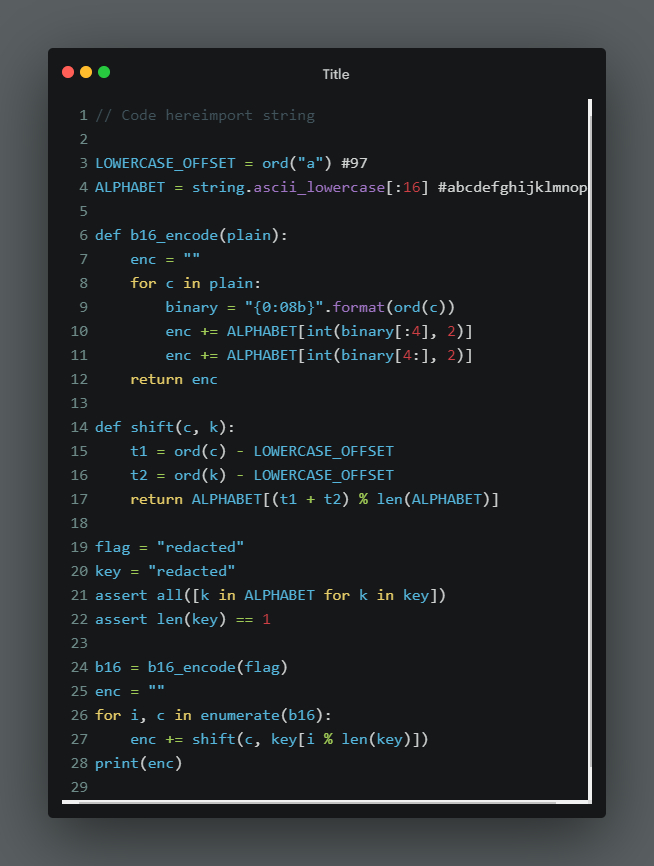 Title
1 // Code hereimport string
2
3 LOWERCASE_OFFSET = ord("a") #97
4 ALPHABET = string.ascii_lowercase[:16] #abcdefghijklmnop
5
6 def b16_encode(plain):
7     enc = ""
8     for c in plain:
9         binary = "{0:08b}".format(ord(c))
10         enc += ALPHABET[int(binary[:4], 2)]
11         enc += ALPHABET[int(binary[4:], 2)]
12     return enc
13
14 def shift(c, k):
15     t1 = ord(c) - LOWERCASE_OFFSET
16     t2 = ord(k) - LOWERCASE_OFFSET
17     return ALPHABET[(t1 + t2) % len(ALPHABET)]
18
19 flag = "redacted"
20 key = "redacted"
21 assert all([k in ALPHABET for k in key])
22 assert len(key) == 1
23
24 b16 = b16_encode(flag)
25 enc = ""
26 for i, c in enumerate(b16):
27     enc += shift(c, key[i % len(key)])
28 print(enc)
29